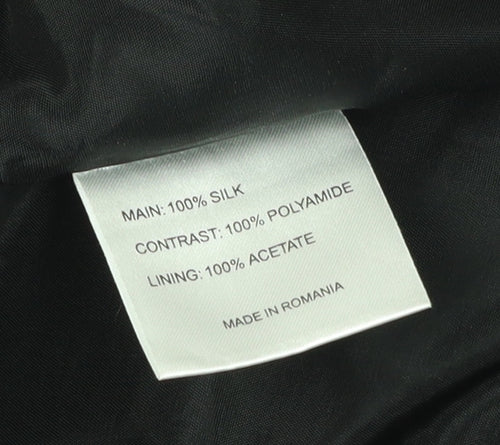 MAIN: 100% SILK
CONTRAST: 100% POLYAMIDE
LINING: 100% ACETATE
MADE IN ROMANIA